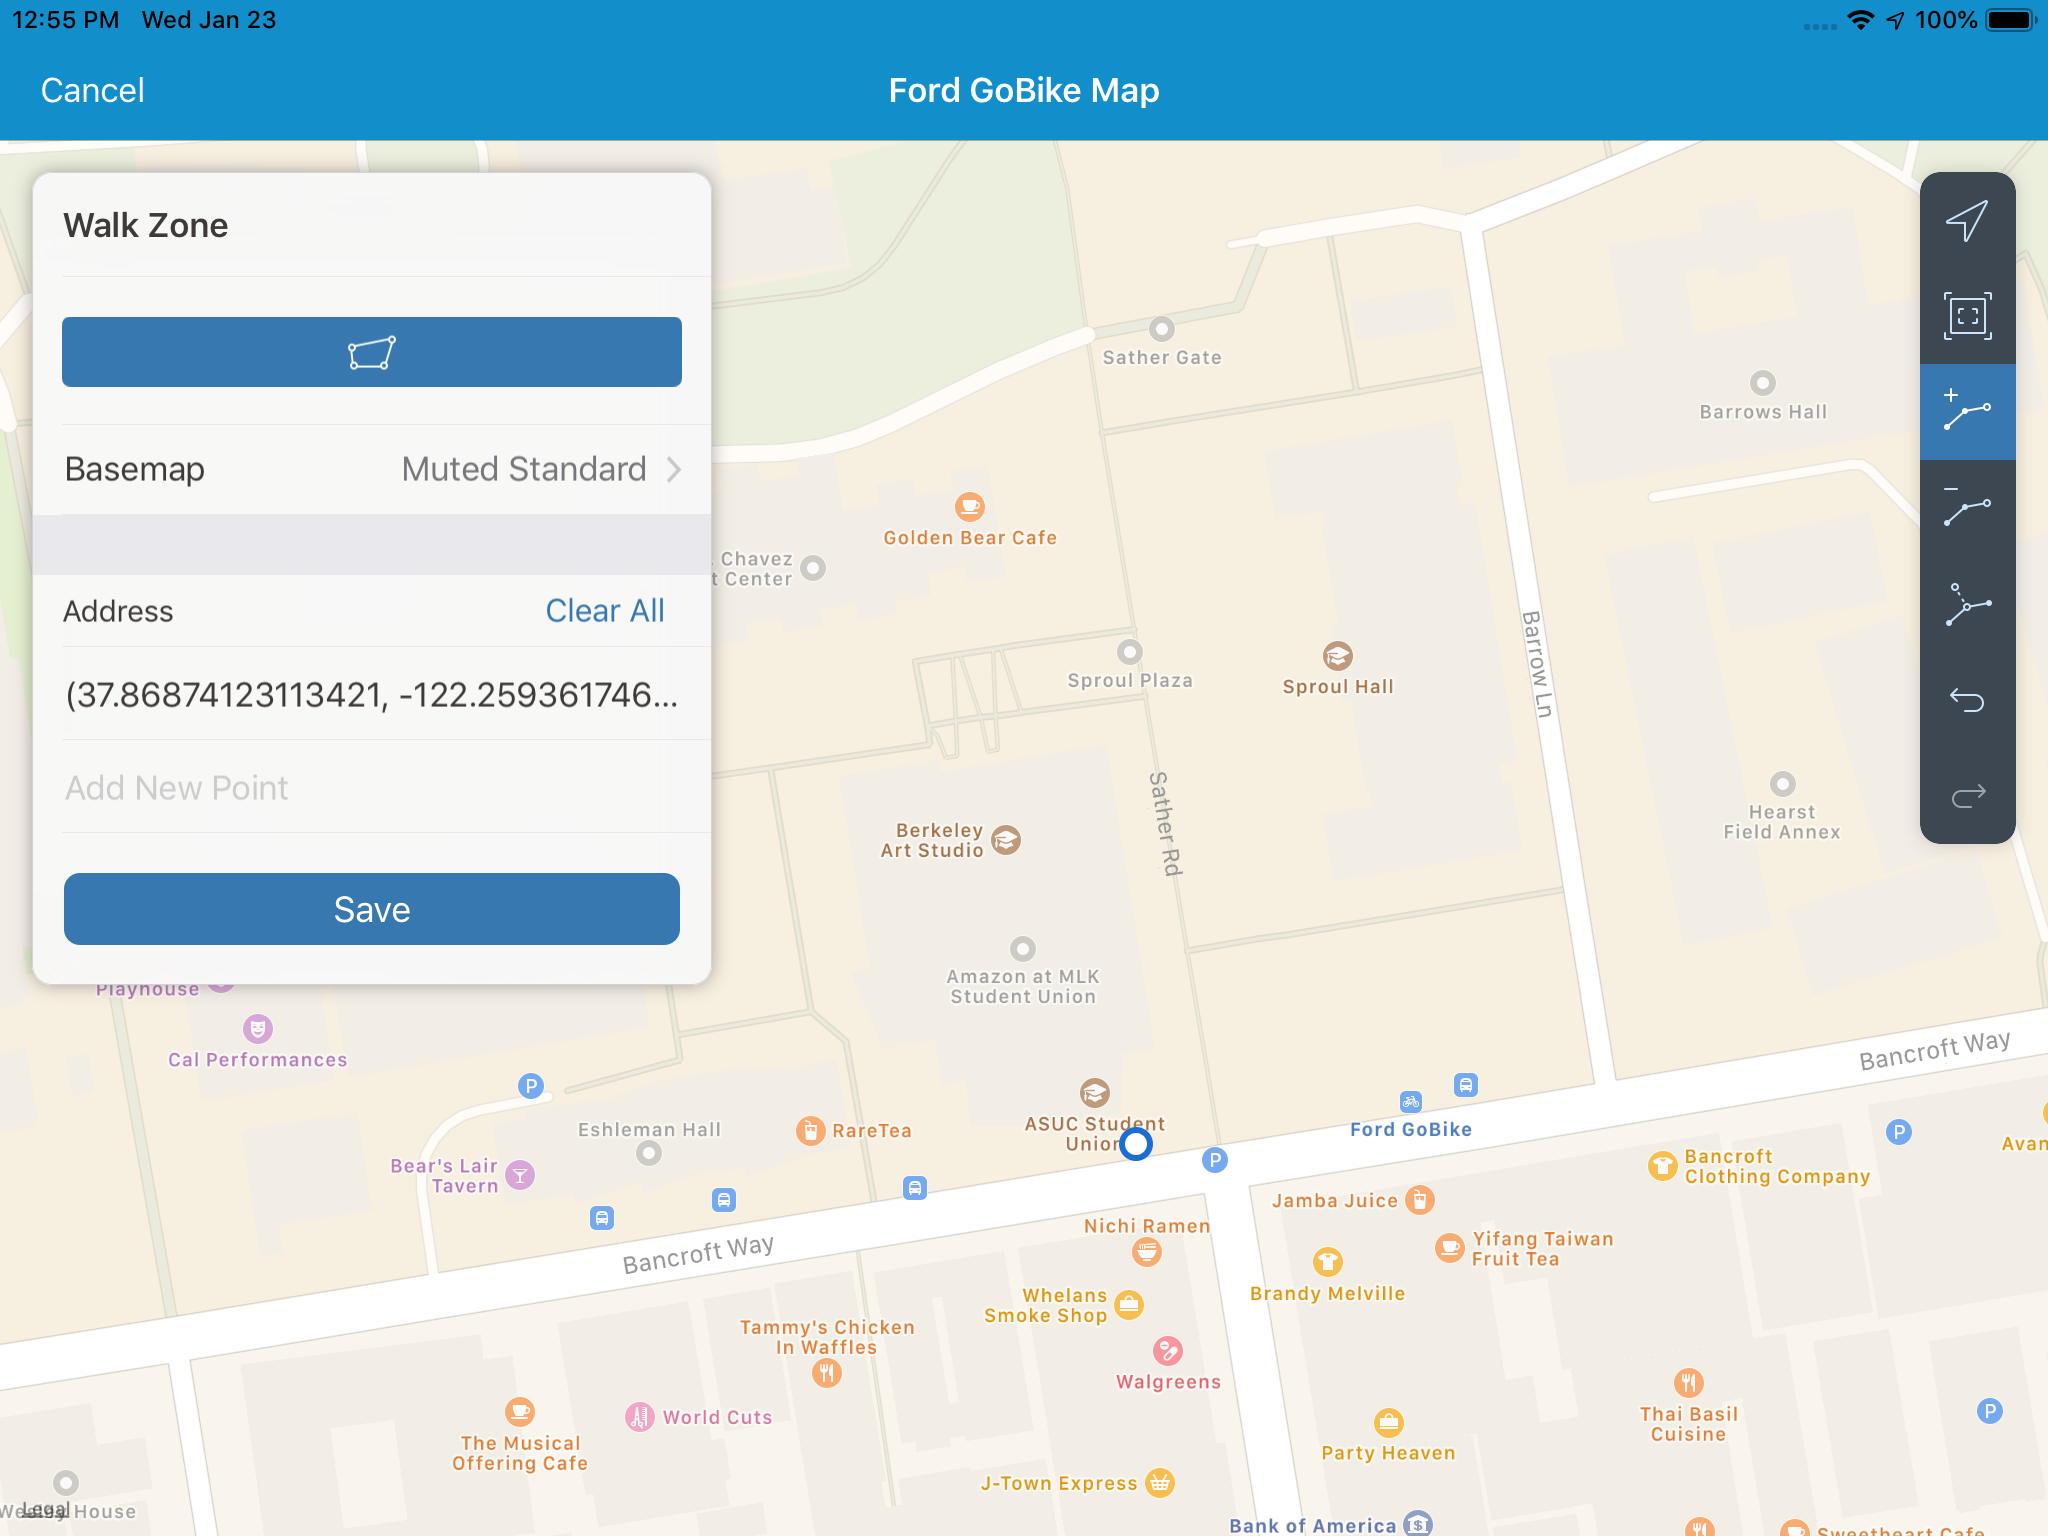 12:55 PM Wed Jan 23
100%
Cancel
Ford GoBike Map
Walk Zone
Basemap
Muted Standard
Address
Clear All
(37.86874123113421, -122.259361746...
Add New Point
Save
Sather Gate
Barrows Hall
Golden Bear Cafe
Chavez
t Center
Sproul Plaza
Sproul Hall
Barrow Ln
Sather Rd
Hearst
Field Annex
Berkeley
Art Studio
Amazon at MLK
Student Union
Playhouse
Cal Performances
P
Eshleman Hall
RareTea
ASUC Student
Union
P
Ford GoBike
Bancroft Way
P
Avan
Bear's Lair
Tavern
Bancroft
Clothing Company
Jamba Juice
Nichi Ramen
Yifang Taiwan
Fruit Tea
Bancroft Way
Brandy Melville
Whelans
Smoke Shop
Tammy's Chicken
In Waffles
Walgreens
World Cuts
The Musical
Offering Cafe
Thai Basil
Cuisine
P
Party Heaven
J-Town Express
House
Legal
Bank of America
Sweetheart Cafe